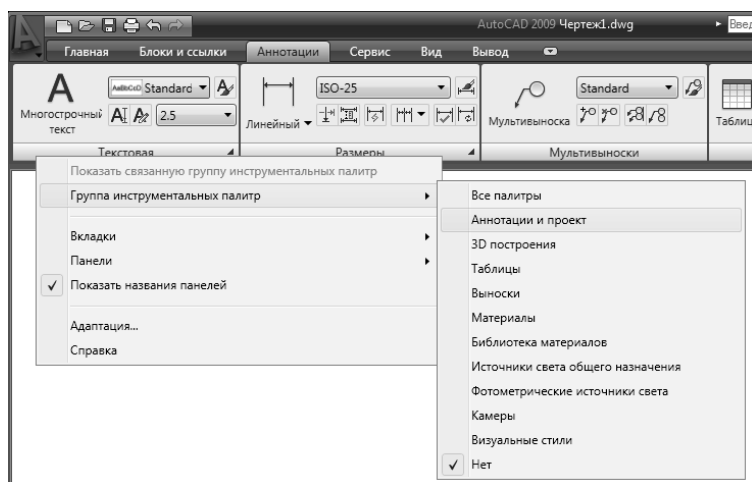 AutoCAD 2009 Чертеж1.dwg
Введ
Главная Блоки и ссылки Аннотации Сервис Вид Вывод
Многострочный текст
AaBbCcD Standard
2.5
Текстовая
Линейный
ISO-25
Размеры
Мультивыноска
Standard
Мультивыноски
Таблиц
Показать связанную группу инструментальных палитр
Группа инструментальных палитр
Вкладки
Панели
Показать названия панелей
Адаптация...
Справка
Все палитры
Аннотации и проект
3D построения
Таблицы
Выноски
Материалы
Библиотека материалов
Источники света общего назначения
Фотометрические источники света
Камеры
Визуальные стили
Нет